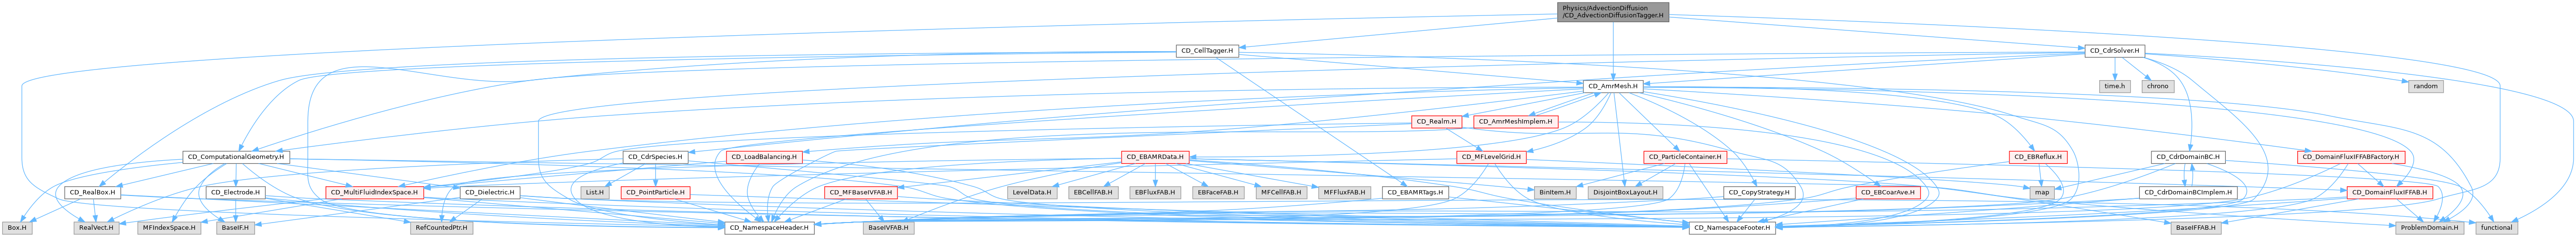 Physics/AdvectionDiffusion
/CD_AdvectionDiffusionTagger.H
CD_CellTagger.H
CD_CdrSolver.H
CD_AmrMesh.H
time.h
chrono
random
CD_Realm.H
CD_AmrMeshImplem.H
CD_ComputationalGeometry.H
CD_CdrSpecies.H
CD_LoadBalancing.H
CD_EBAMRData.H
CD_MFLevelGrid.H
CD_ParticleContainer.H
CD_EBReflux.H
CD_CdrDomainBC.H
CD_DomainFluxIFFABFactory.H
CD_RealBox.H
CD_Electrode.H
CD_MultiFluidIndexSpace.H
CD_Dielectric.H
List.H
CD_PointParticle.H
CD_MFBaseIVFAB.H
LevelData.H
EBCellFAB.H
EBFluxFAB.H
EBFaceFAB.H
MFCellFAB.H
MFFluxFAB.H
CD_EBAMRTags.H
BinItem.H
DisjointBoxLayout.H
CD_CopyStrategy.H
CD_EBCoarAve.H
map
CD_CdrDomainBCImplem.H
CD_DomainFluxIFFAB.H
Box.H
RealVect.H
MFIndexSpace.H
BaseIF.H
RefCountedPtr.H
CD_NamespaceHeader.H
BaseIVFAB.H
CD_NamespaceFooter.H
BaseIFFAB.H
ProblemDomain.H
functional